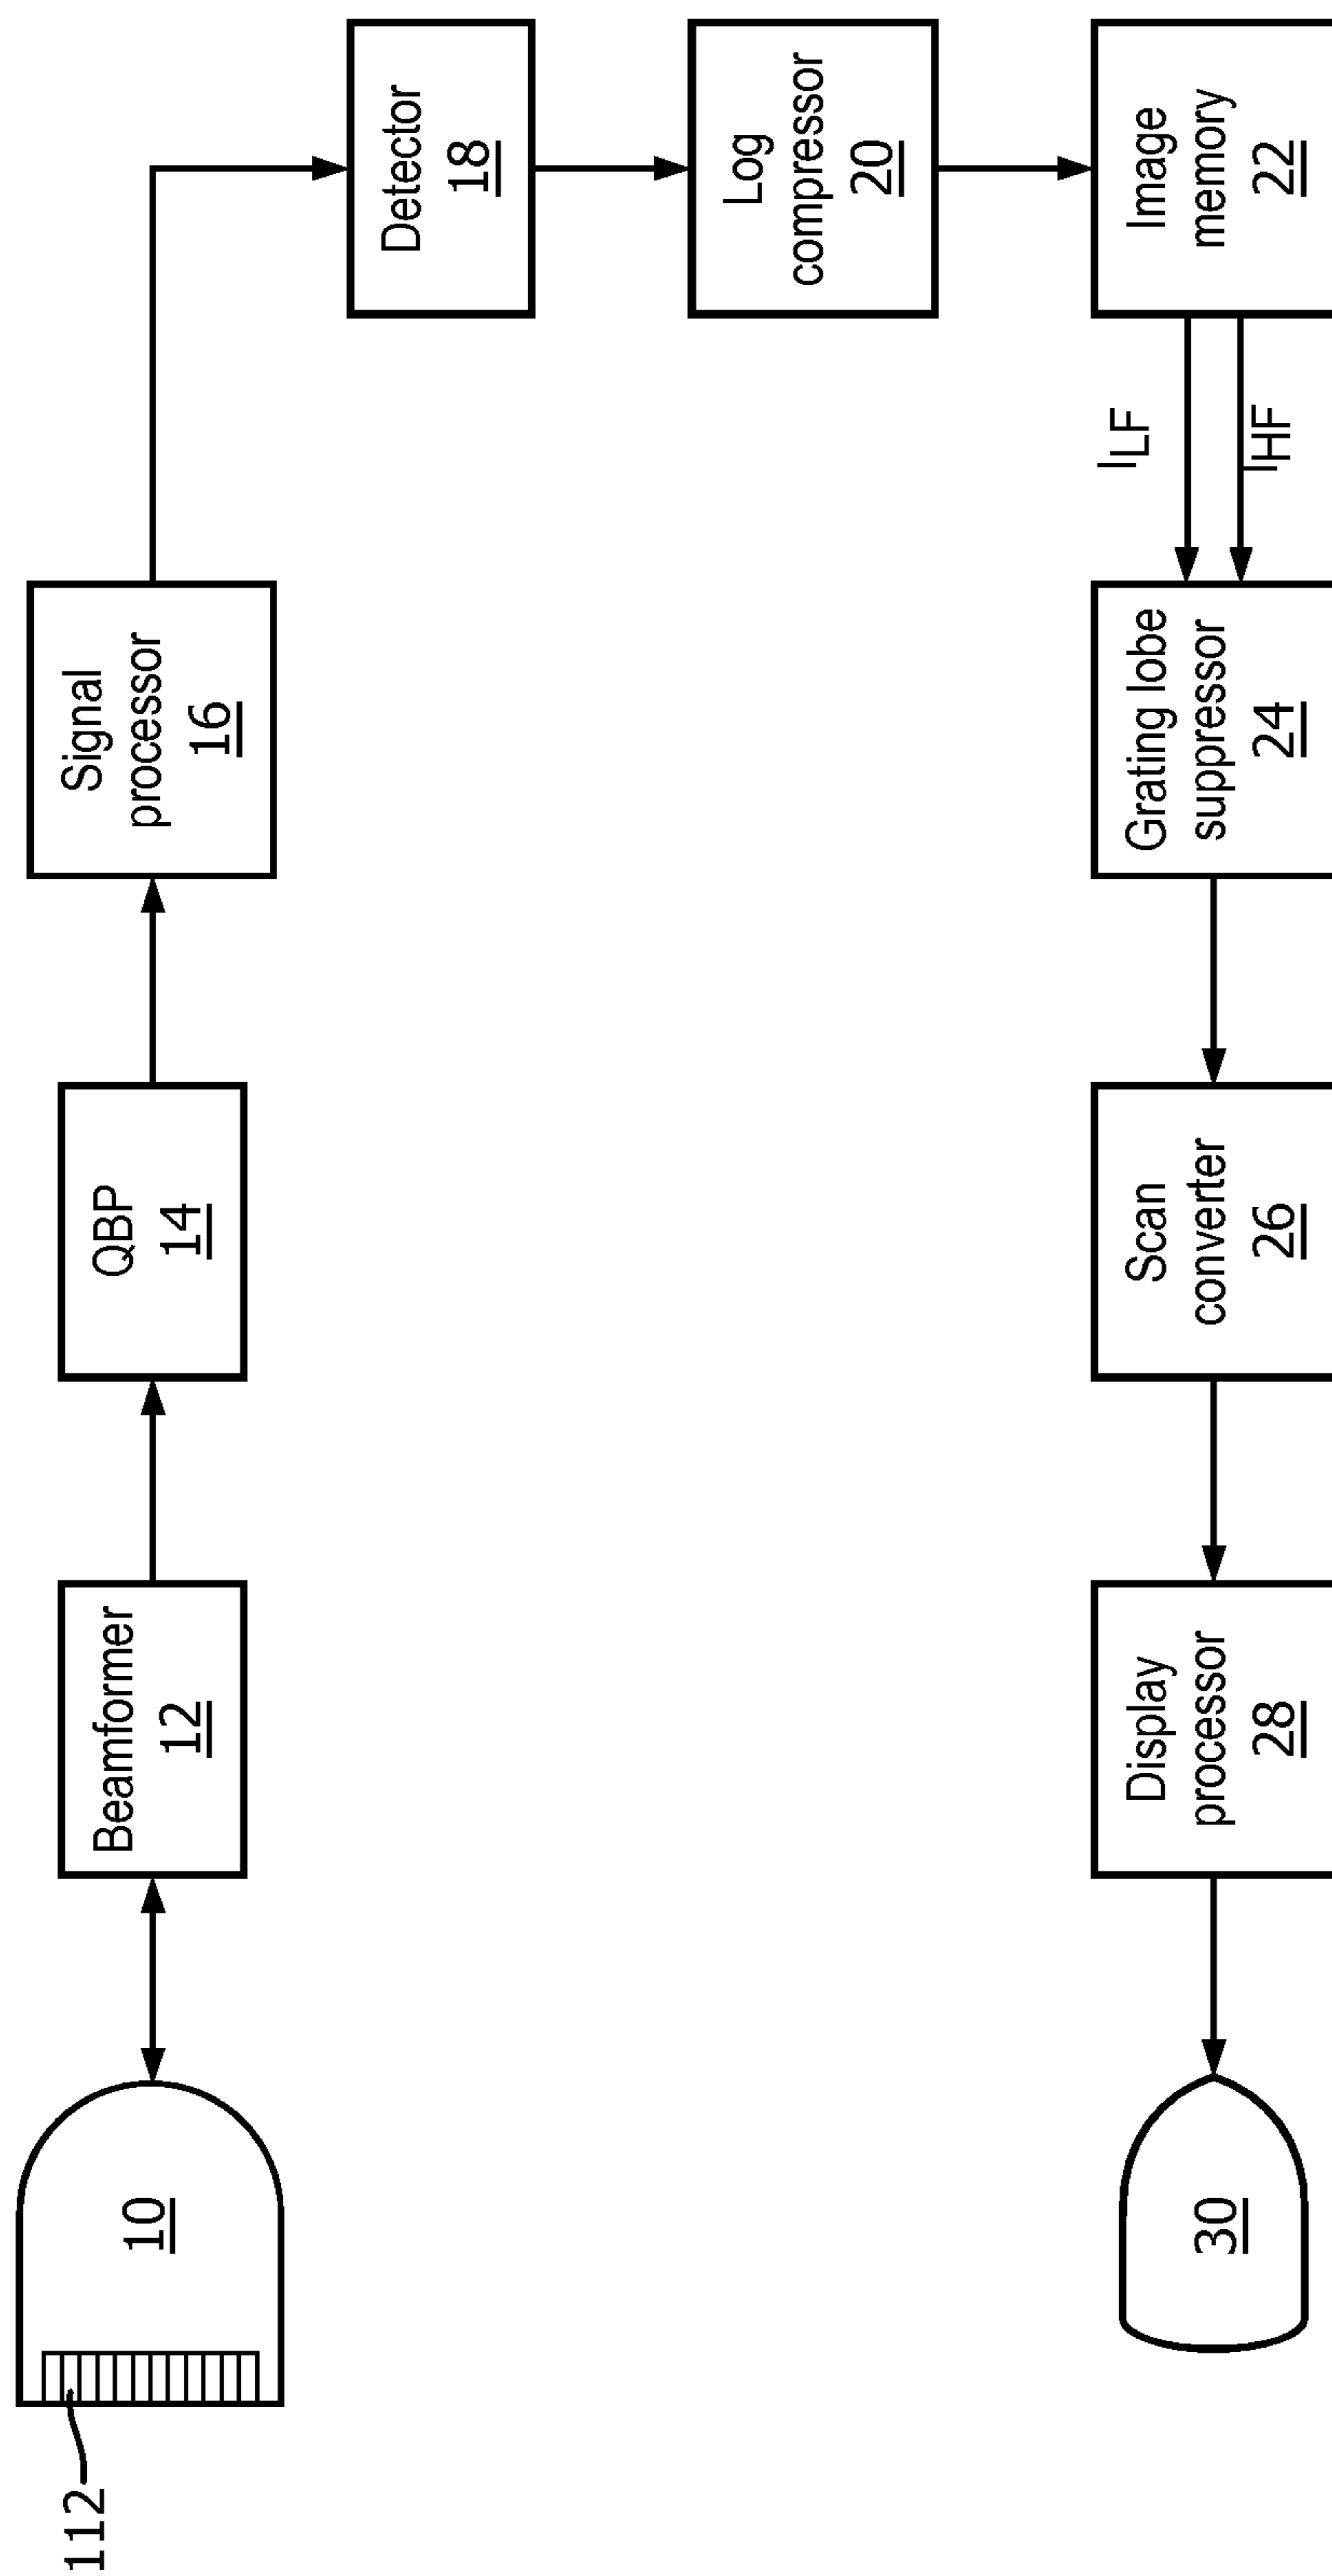 112
10
Beamformer
12
QBP
14
Signal
processor
16
Detector
18
Log
compressor
20
Image
memory
22
ILF
IHF
Grating lobe
suppressor
24
Scan
converter
26
Display
processor
28
30